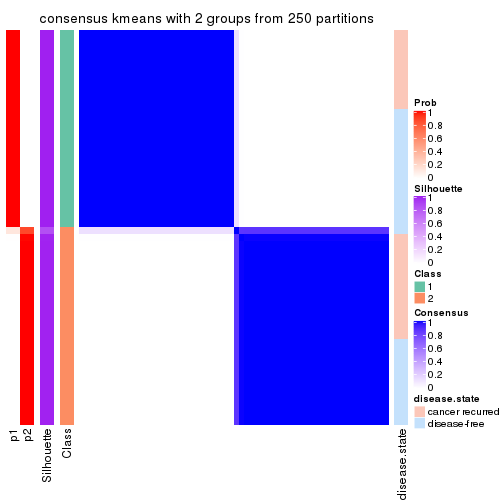 consensus kmeans with 2 groups from 250 partitions
Prob
1
0.8
0.6
0.4
0.2
0
Silhouette
1
0.8
0.6
0.4
0.2
0
Class
1
2
Consensus
1
0.8
0.6
0.4
0.2
0
disease.state
cancer recurred
disease-free
p1
p2
Silhouette
Class
disease.state